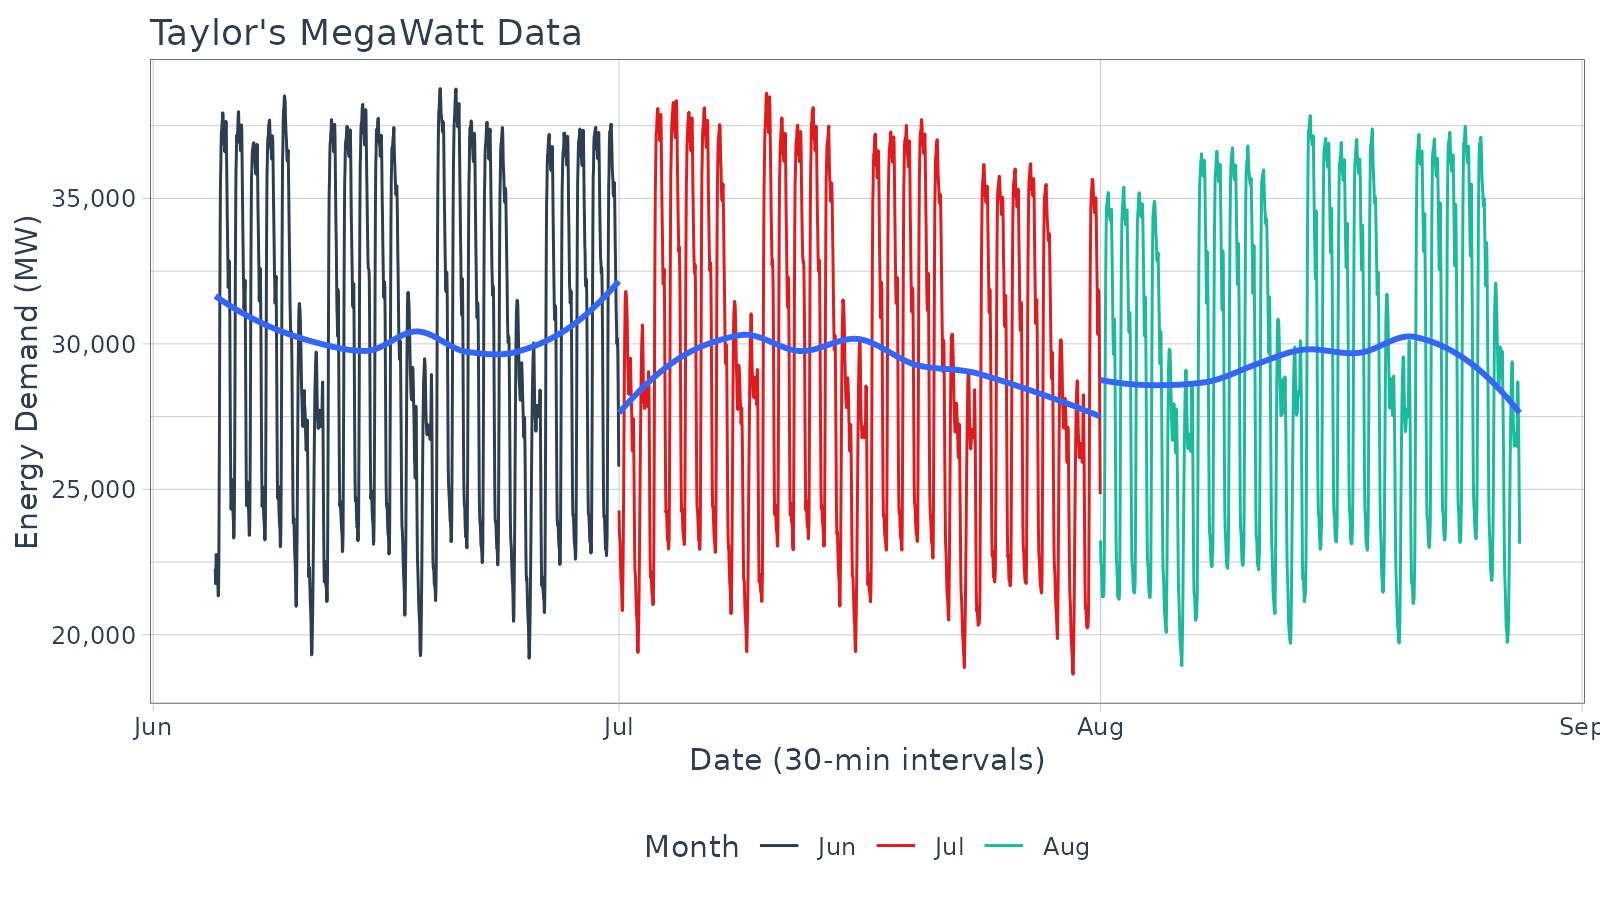 Taylor's MegaWatt Data
Energy Demand (MW)
35,000
30,000
25,000
20,000
Jun Jul Aug Sep
Date (30-min intervals)
Month Jun Jul Aug